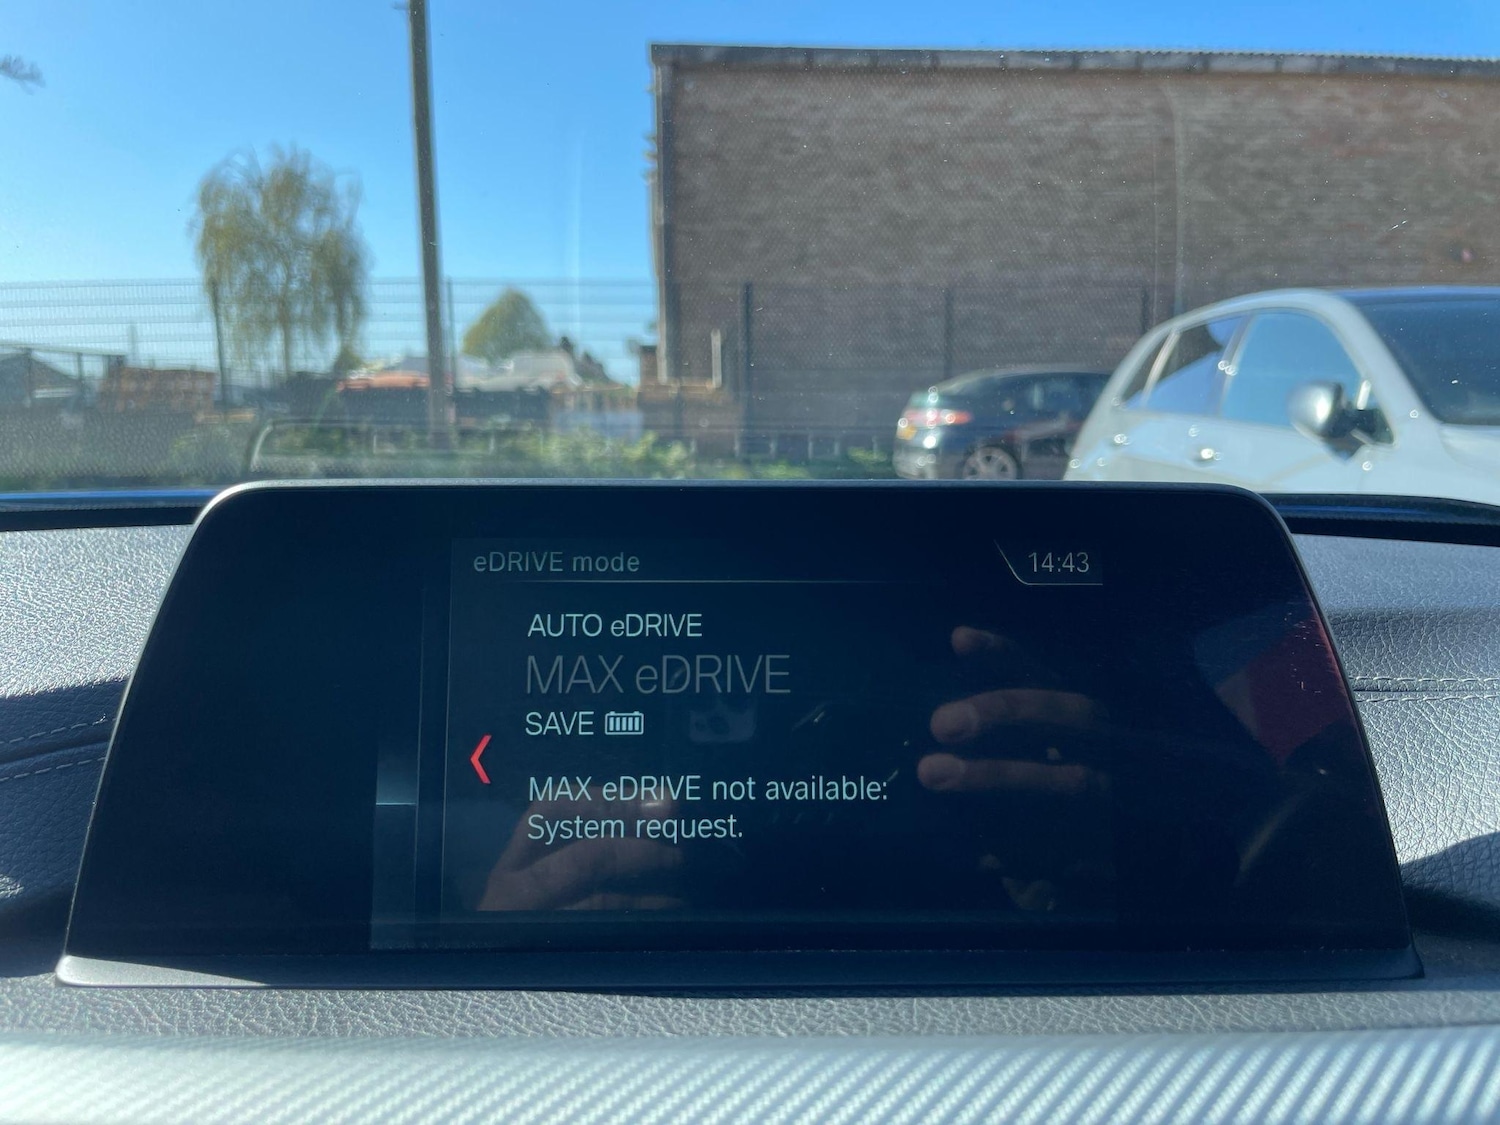 eDRIVE mode
14:43
AUTO eDRIVE
MAX eDRIVE
SAVE
MAX eDRIVE not available:
System request.